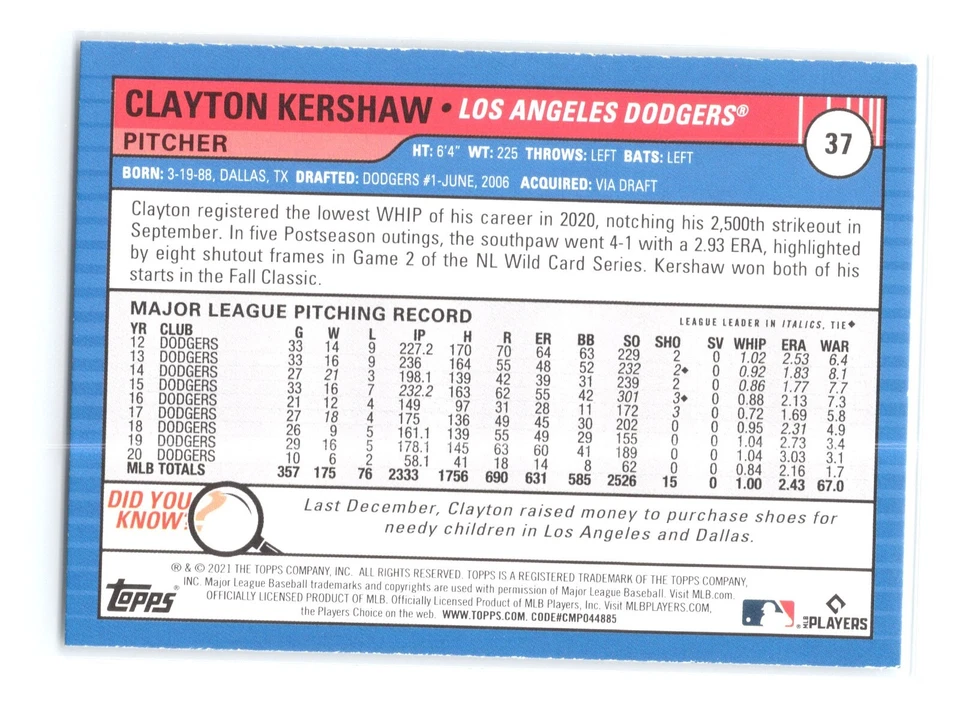 CLAYTON KERSHAW • LOS ANGELES DODGERS®
37
PITCHER
HT: 6'4" WT: 225 THROWS: LEFT BATS: LEFT
BORN: 3-19-88, DALLAS, TX DRAFTED: DODGERS #1-JUNE, 2006 ACQUIRED: VIA DRAFT
Clayton registered the lowest WHIP of his career in 2020, notching his 2,500th strikeout in
September. In five Postseason outings, the southpaw went 4-1 with a 2.93 ERA, highlighted
by eight shutout frames in Game 2 of the NL Wild Card Series. Kershaw won both of his
starts in the Fall Classic.
MAJOR LEAGUE PITCHING RECORD
LEAGUE LEADER IN ITALICS, TIE◆
YR CLUB G W L IP H R ER BB SO SHO SV WHIP ERA WAR
12 DODGERS 33 14 9 227.2 170 70 64 63 229 2 0 1.02 2.53 6.4
13 DODGERS 33 16 9 236 164 55 48 52 232 2◆ 0 0.92 1.83 8.1
14 DODGERS 27 21 3 198.1 139 42 39 31 239 2 0 0.86 1.77 7.7
15 DODGERS 33 16 7 232.2 163 62 55 42 301 3◆ 0 0.88 2.13 7.3
16 DODGERS 21 12 4 149 97 31 28 11 172 3 0 0.72 1.69 5.8
17 DODGERS 27 18 4 175 136 49 45 30 202 0 0 0.95 2.31 4.9
18 DODGERS 26 9 5 161.1 139 55 49 29 155 0 0 1.04 2.73 3.4
19 DODGERS 29 16 5 178.1 145 63 60 41 189 0 0 1.04 3.03 3.1
20 DODGERS 10 6 2 58.1 41 18 14 8 62 0 0 0.84 2.16 1.7
MLB TOTALS 357 175 76 2333 1756 690 631 585 2526 15 0 1.00 2.43 67.0
DID YOU
KNOW?
Last December, Clayton raised money to purchase shoes for
needy children in Los Angeles and Dallas.
® & © 2021 THE TOPPS COMPANY, INC. ALL RIGHTS RESERVED. TOPPS IS A REGISTERED TRADEMARK OF THE TOPPS COMPANY,
INC. Major League Baseball trademarks and copyrights are used with permission of Major League Baseball. Visit MLB.com.
OFFICIALLY LICENSED PRODUCT OF MLB. Officially Licensed Product of MLB Players, Inc. Visit MLBPLAYERS.COM,
the Players Choice on the web. WWW.TOPPS.COM. CODE#CMP044885
Topps®
MLB PLAYERS